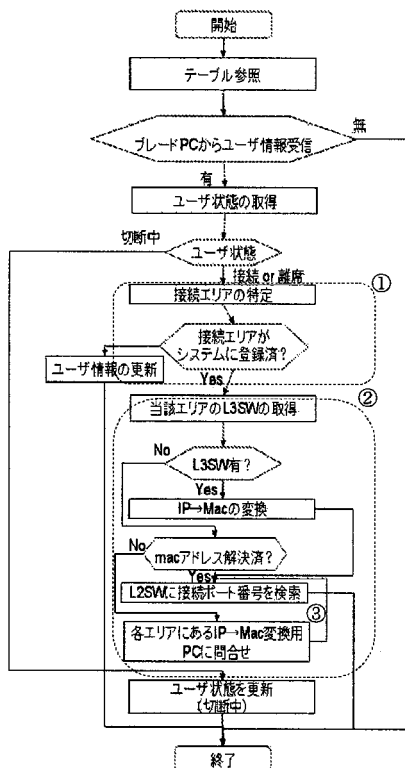 開始
テーブル参照
ブレードPCからユーザ情報受信
無
有
ユーザ状態の取得
切断中
ユーザ状態
接続 or 離席
①
接続エリアの特定
接続エリアが
システムに登録済？
ユーザ情報の更新
Yes
②
当該エリアのL3SWの取得
No
L3SW有？
Yes
IP→Macの変換
No
macアドレス解決済？
Yes
L2SWに接続ポート番号を検索
③
各エリアにあるIP→Mac変換用
PCに問合せ
ユーザ状態を更新
(切断中)
終了